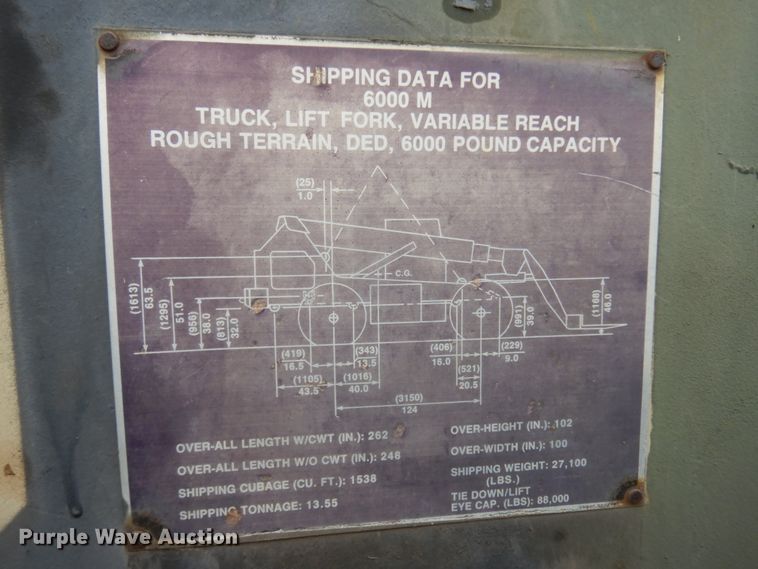 SHIPPING DATA FOR
6000 M
TRUCK, LIFT FORK, VARIABLE REACH
ROUGH TERRAIN, DED, 6000 POUND CAPACITY
(25)
1.0
C.G.
(1613)
63.5
(1295)
51.0
(956)
38.0
(813)
32.0
(991)
39.0
(1168)
46.0
(419)
16.5
(343)
13.5
(406)
16.0
(229)
9.0
(1105)
43.5
(1016)
40.0
(521)
20.5
(3150)
124
OVER-ALL LENGTH W/CWT (IN.): 262
OVER-ALL LENGTH W/O CWT (IN.): 248
SHIPPING CUBAGE (CU. FT.): 1538
SHIPPING TONNAGE: 13.55
OVER-HEIGHT (IN.): 102
OVER-WIDTH (IN.): 100
SHIPPING WEIGHT: 27,100
(LBS.)
TIE DOWN/LIFT
EYE CAP. (LBS): 88,000
Purple Wave Auction